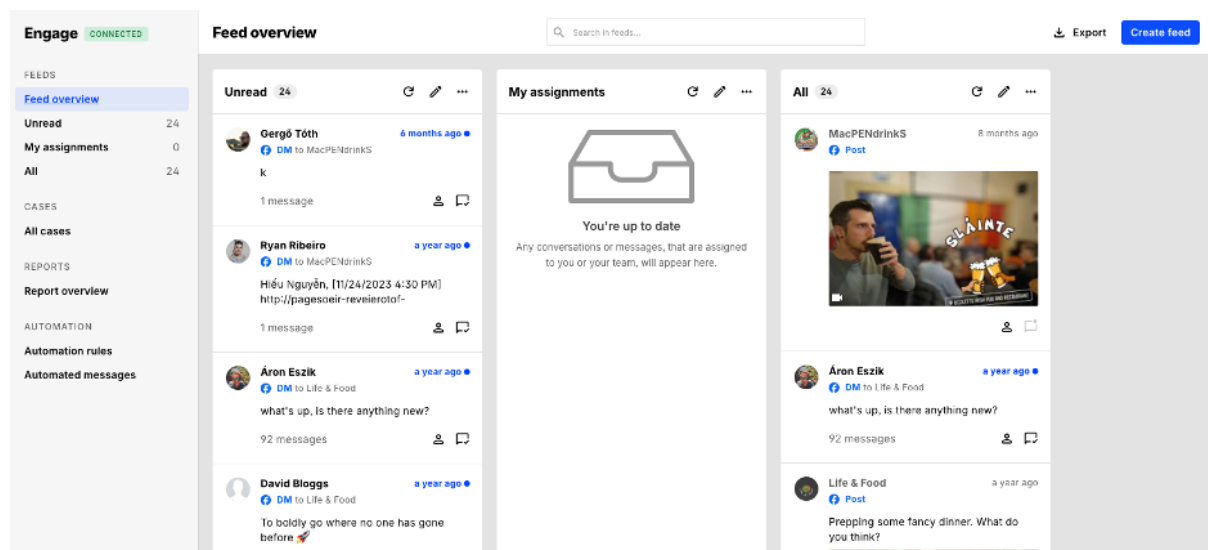 Engage CONNECTED
Feed overview
Search in feeds...
Export
Create feed
FEEDS
Feed overview
Unread 24
My assignments 0
All 24
CASES
All cases
REPORTS
Report overview
AUTOMATION
Automation rules
Automated messages
Unread 24
Gergő Tóth 6 months ago
DM to MacPENdrinkS
k
1 message
Ryan Ribeiro a year ago
DM to MacPENdrinkS
Hiếu Nguyễn, [11/24/2023 4:30 PM]
http://pagesoeir-reveierotof-
1 message
Áron Eszik a year ago
DM to Life & Food
what's up, is there anything new?
92 messages
David Bloggs a year ago
DM to Life & Food
To boldly go where no one has gone
before 🚀
My assignments
You're up to date
Any conversations or messages, that are assigned
to you or your team, will appear here.
All 24
MacPENdrinkS 8 months ago
Post
SLÁINTE
Áron Eszik a year ago
DM to Life & Food
what's up, is there anything new?
92 messages
Life & Food a year ago
Post
Prepping some fancy dinner. What do
you think?